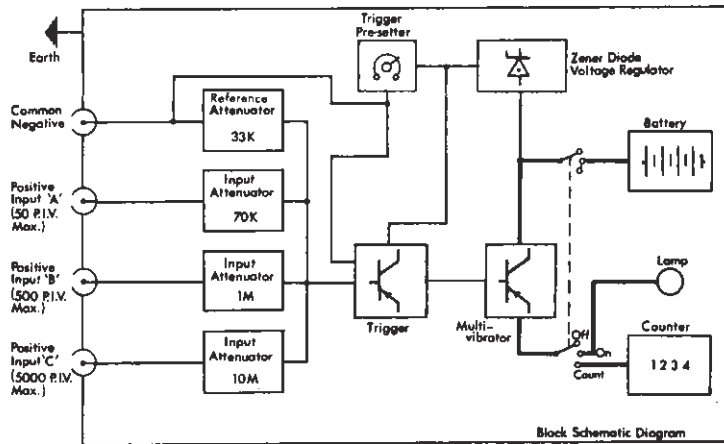 Earth
Trigger
Pre-setter
Zener Diode
Voltage Regulator
Common
Negative
Reference
Attenuator
33K
Battery
Positive
Input 'A'
(50 P.I.V.
Max.)
Input
Attenuator
70K
Positive
Input 'B'
(500 P.I.V.
Max.)
Input
Attenuator
1M
Trigger
Multi-
vibrator
Lamp
Off
On
Count
Counter
1234
Positive
Input 'C'
(5000 P.I.V.
Max.)
Input
Attenuator
10M
Block Schematic Diagram